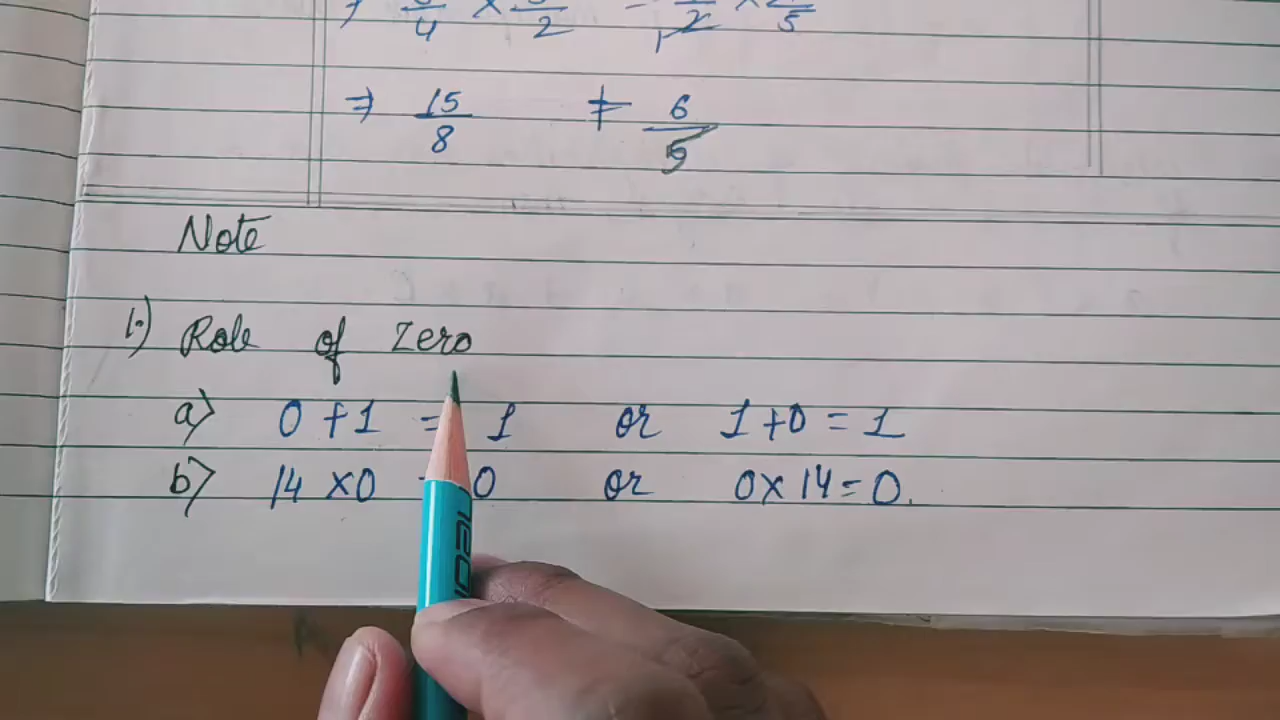 ⇒ 15/8 ≠ 6/5
Note
1.) Role of Zero
a) 0 + 1 = 1 or 1 + 0 = 1
b) 14 × 0 0 or 0 × 14 = 0.